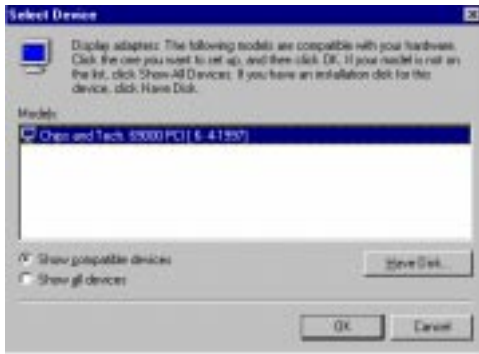 Select Device
Display adapters: The following models are compatible with your hardware.
Click the one you want to set up, and then click OK. If your model is not on
the list, click Show All Devices. If you have an installation disk for this
device, click Have Disk.
Models:
Chips and Tech. 69000 PCI [ 6- 4-1997]
Show compatible devices
Show all devices
Have Disk...
OK
Cancel